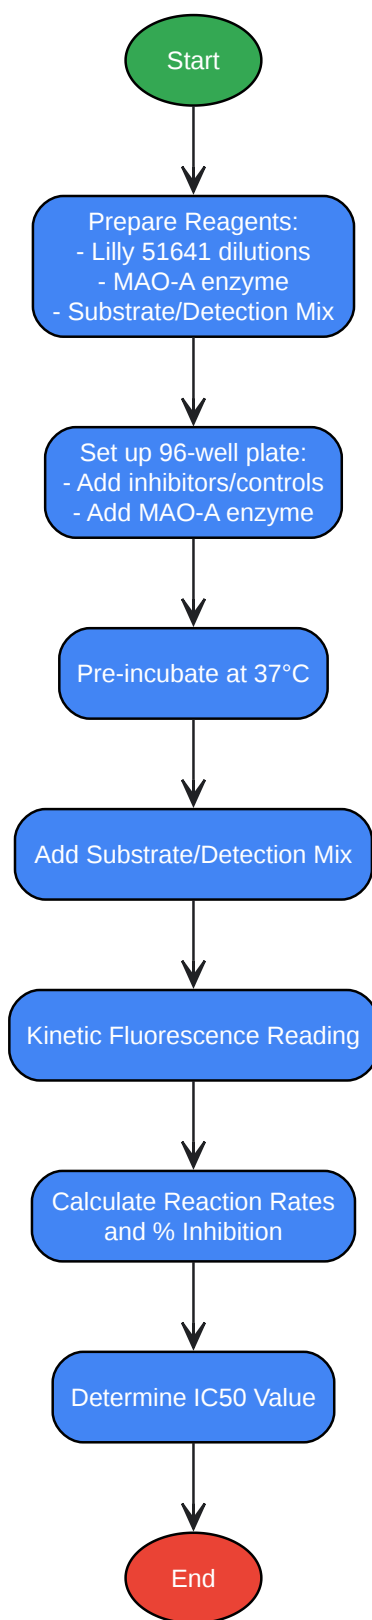 Start
Prepare Reagents:
- Lilly 51641 dilutions
- MAO-A enzyme
- Substrate/Detection Mix
Set up 96-well plate:
- Add inhibitors/controls
- Add MAO-A enzyme
Pre-incubate at 37°C
Add Substrate/Detection Mix
Kinetic Fluorescence Reading
Calculate Reaction Rates
and % Inhibition
Determine IC50 Value
End